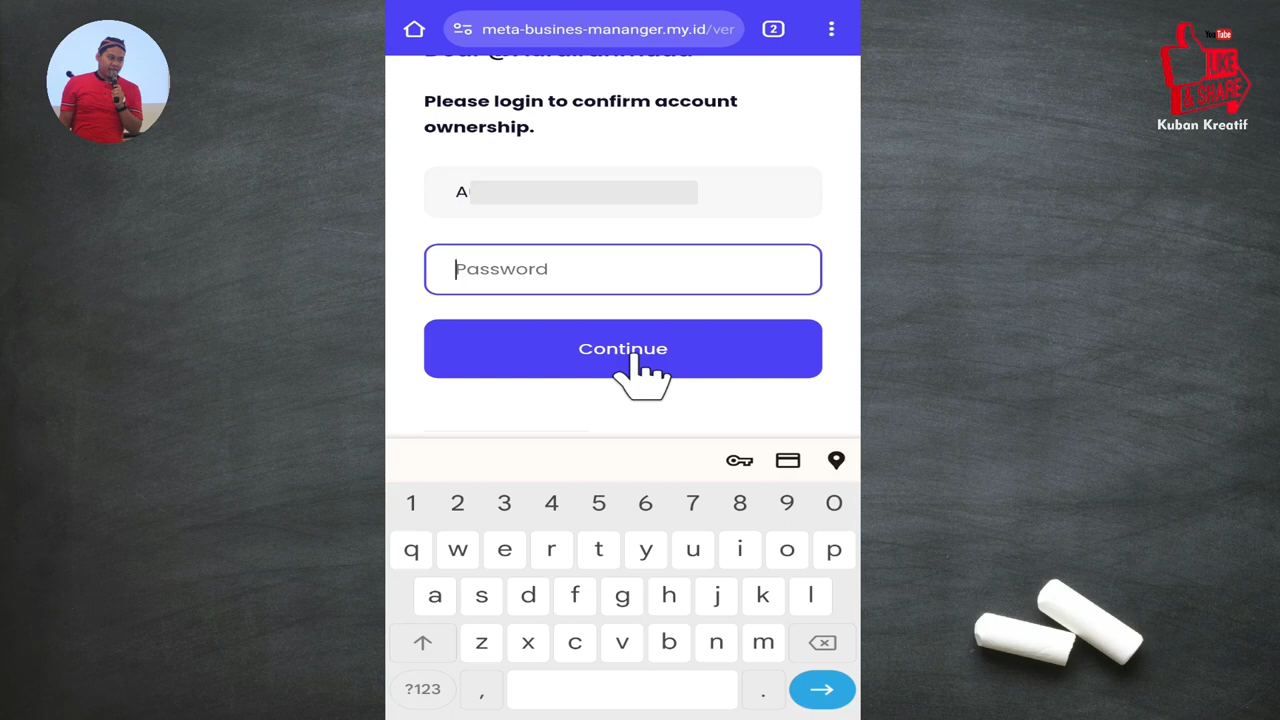 meta-busines-mananger.my.id/ver
2
Please login to confirm account
ownership.
A
Password
Continue
1 2 3 4 5 6 7 8 9 0
q w e r t y u i o p
a s d f g h j k l
z x c v b n m
?123 , .
YouTube
LIKE
& SHARE
Kuban Kreatif